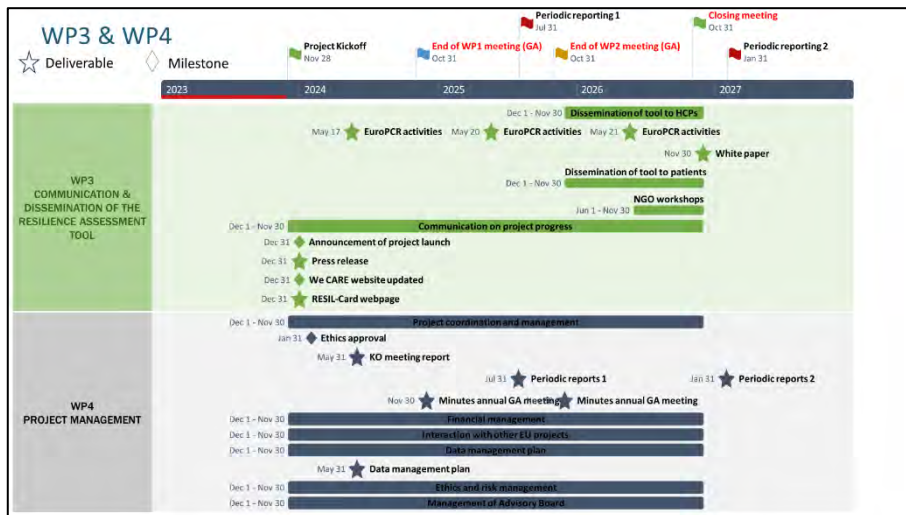 WP3 & WP4
Deliverable
Milestone
Periodic reporting 1
Jul 31
Closing meeting
Oct 31
Project Kickoff
Nov 28
End of WP1 meeting (GA)
Oct 31
End of WP2 meeting (GA)
Oct 31
Periodic reporting 2
Jan 31
2023 2024 2025 2026 2027
WP3
COMMUNICATION &
DISSEMINATION OF THE
RESILIENCE ASSESSMENT
TOOL
Dec 1 - Nov 30 Dissemination of tool to HCPs
May 17 EuroPCR activities May 20 EuroPCR activities May 21 EuroPCR activities
Nov 30 White paper
Dissemination of tool to patients
Dec 1 - Nov 30
NGO workshops
Jun 1 - Nov 30
Dec 1 - Nov 30 Communication on project progress
Dec 31 Announcement of project launch
Dec 31 Press release
Dec 31 We CARE website updated
Dec 31 RESIL-Card webpage
WP4
PROJECT MANAGEMENT
Dec 1 - Nov 30 Project coordination and management
Jan 31 Ethics approval
May 31 KO meeting report
Jul 31 Periodic reports 1 Jan 31 Periodic reports 2
Nov 30 Minutes annual GA meeting Minutes annual GA meeting
Dec 1 - Nov 30 Financial management
Dec 1 - Nov 30 Interaction with other EU projects
Dec 1 - Nov 30 Data management plan
May 31 Data management plan
Dec 1 - Nov 30 Ethics and risk management
Dec 1 - Nov 30 Management of Advisory Board